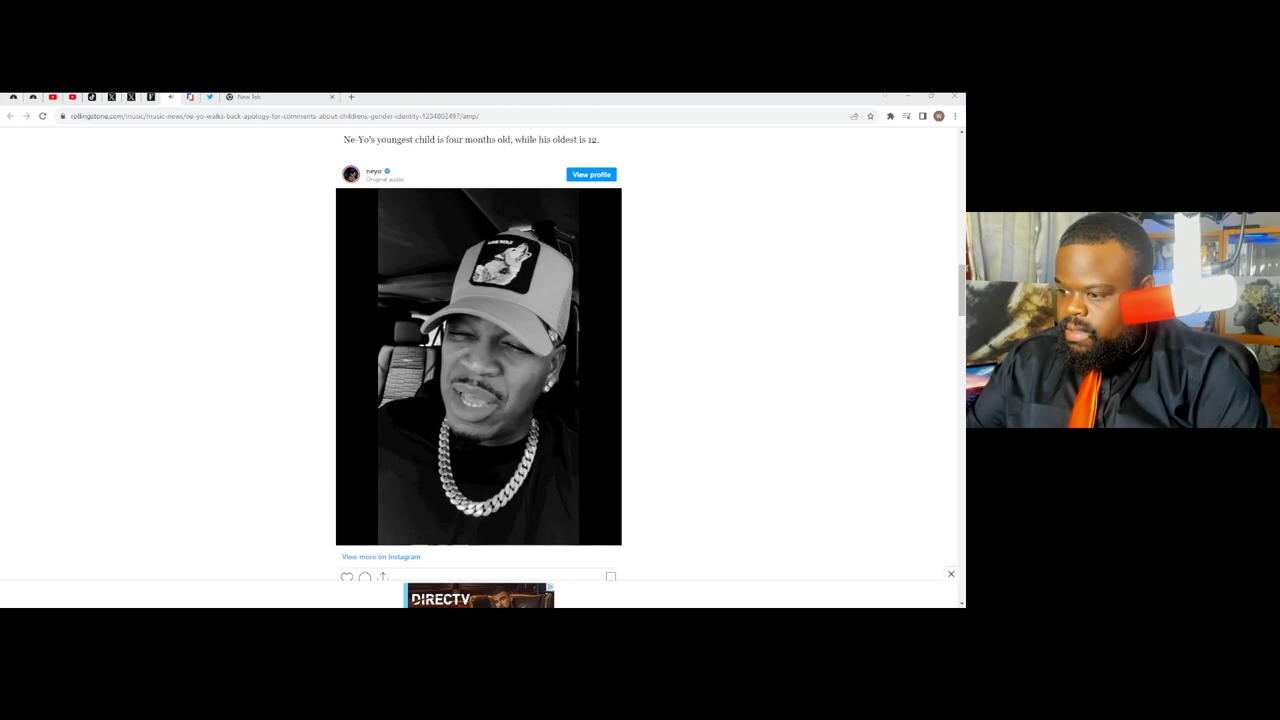 New Tab
rollingstone.com/music/music-news/ne-yo-walks-back-apology-for-comments-about-childrens-gender-identity-1234802497/amp/
W
Ne-Yo's youngest child is four months old, while his oldest is 12.
neyo
Original audio
View profile
View more on Instagram
DIRECTV